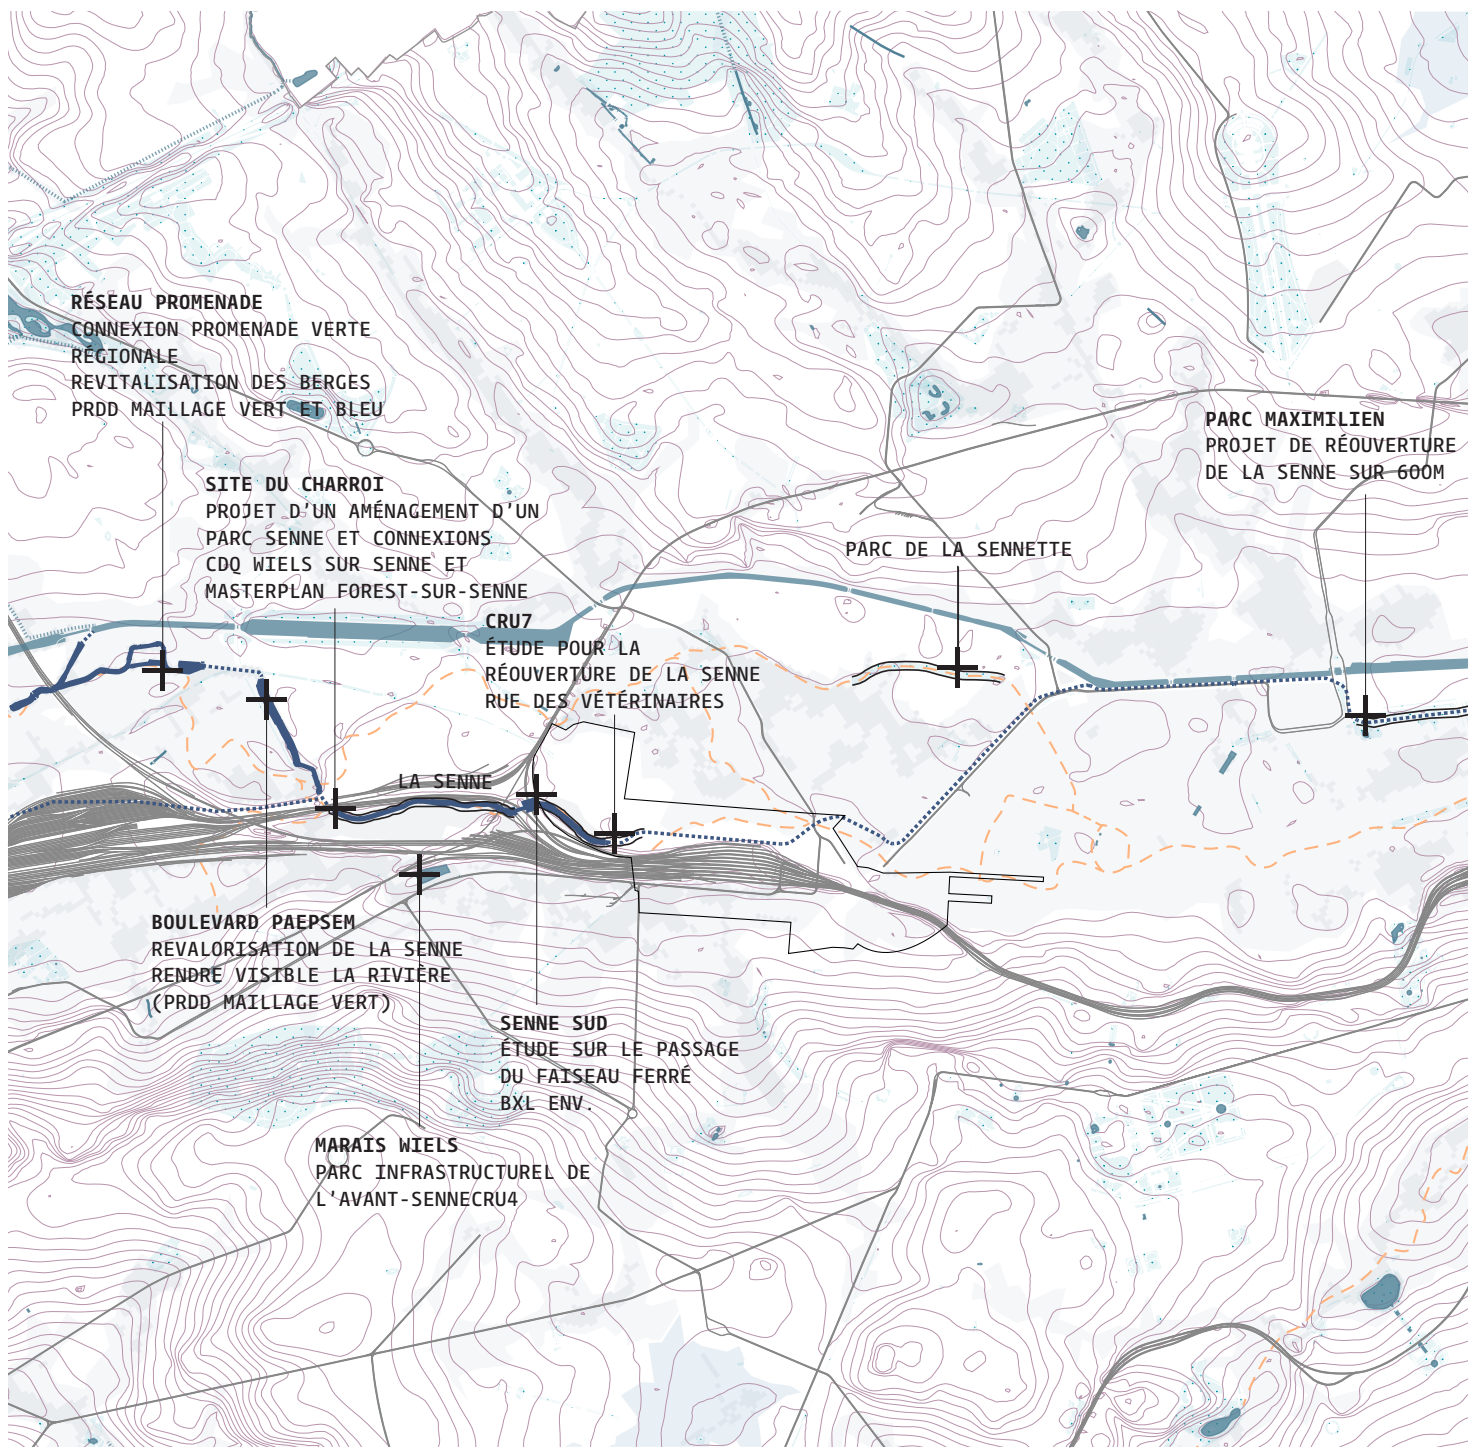 RÉSEAU PROMENADE
CONNEXION PROMENADE VERTE
RÉGIONALE
REVITALISATION DES BERGES
PRDD MAILLAGE VERT ET BLEU
PARC MAXIMILIEN
PROJET DE RÉOUVERTURE
DE LA SENNE SUR 600M
SITE DU CHARROI
PROJET D'UN AMÉNAGEMENT D'UN
PARC SENNE ET CONNEXIONS
CDQ WIELS SUR SENNE ET
MASTERPLAN FOREST-SUR-SENNE
PARC DE LA SENNETTE
CRU7
ÉTUDE POUR LA
RÉOUVERTURE DE LA SENNE
RUE DES VÉTÉRINAIRES
LA SENNE
BOULEVARD PAEPSEM
REVALORISATION DE LA SENNE
RENDRE VISIBLE LA RIVIÈRE
(PRDD MAILLAGE VERT)
SENNE SUD
ÉTUDE SUR LE PASSAGE
DU FAISEAU FERRÉ
BXL ENV.
MARAIS WIELS
PARC INFRASTRUCTUREL DE
L'AVANT-SENNECRU4